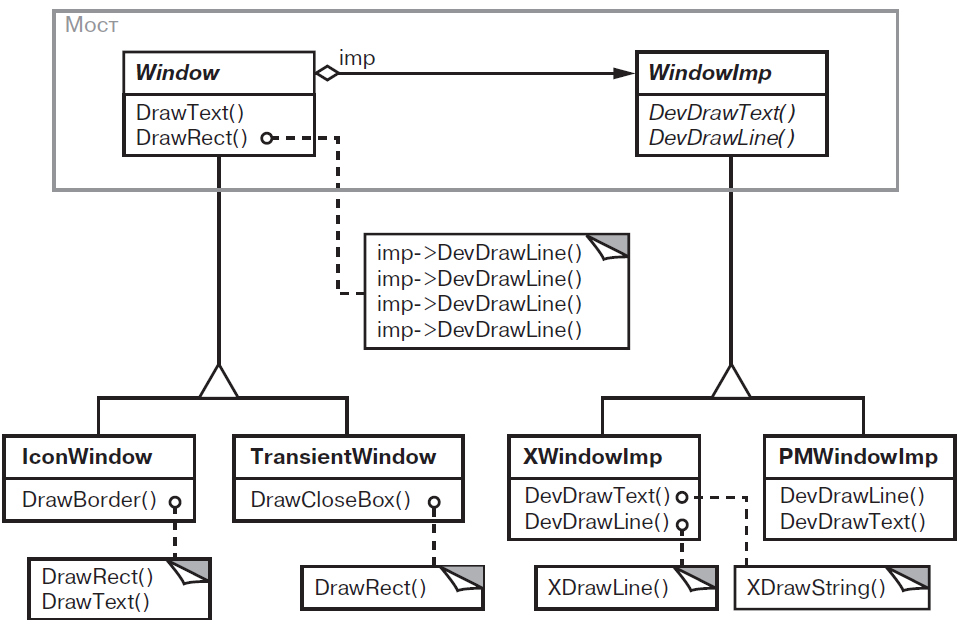 Мост
Window
imp
WindowImp
DrawText()
DrawRect()
DevDrawText()
DevDrawLine()
imp->DevDrawLine()
imp->DevDrawLine()
imp->DevDrawLine()
imp->DevDrawLine()
IconWindow
DrawBorder()
TransientWindow
DrawCloseBox()
XWindowImp
DevDrawText()
DevDrawLine()
PMWindowImp
DevDrawLine()
DevDrawText()
DrawRect()
DrawText()
DrawRect()
XDrawLine()
XDrawString()